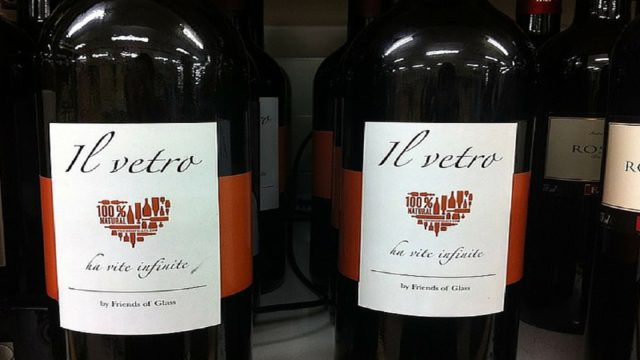 Il vetro
100%
NATURAL
ha vite infinite
by Friends of Glass
Il vetro
100%
NATURAL
ha vite infinite
by Friends of Glass